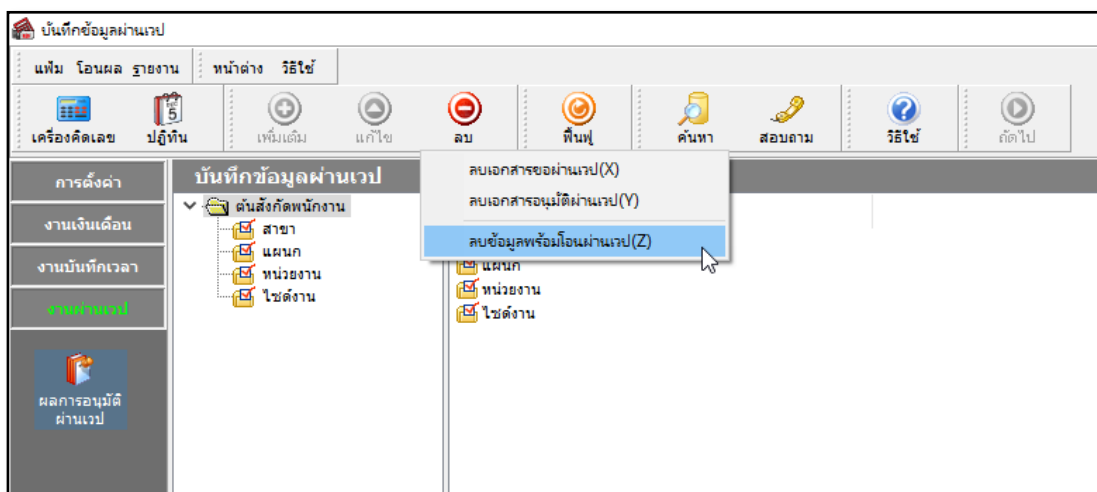 บันทึกข้อมูลผ่านเวป
แฟ้ม โอนผล รายงาน หน้าต่าง วิธีใช้
5
เครื่องคิดเลข ปฏิทิน เพิ่มเติม แก้ไข ลบ ฟื้นฟู ค้นหา สอบถาม วิธีใช้ ถัดไป
การตั้งค่า
งานเงินเดือน
งานบันทึกเวลา
งานผ่านเวป
ผลการอนุมัติ
ผ่านเวป
บันทึกข้อมูลผ่านเวป
ต้นสังกัดพนักงาน
สาขา
แผนก
หน่วยงาน
ไซด์งาน
ลบเอกสารขอผ่านเวป(X)
ลบเอกสารอนุมัติผ่านเวป(Y)
ลบข้อมูลพร้อมโอนผ่านเวป(Z)
แผนก
หน่วยงาน
ไซด์งาน